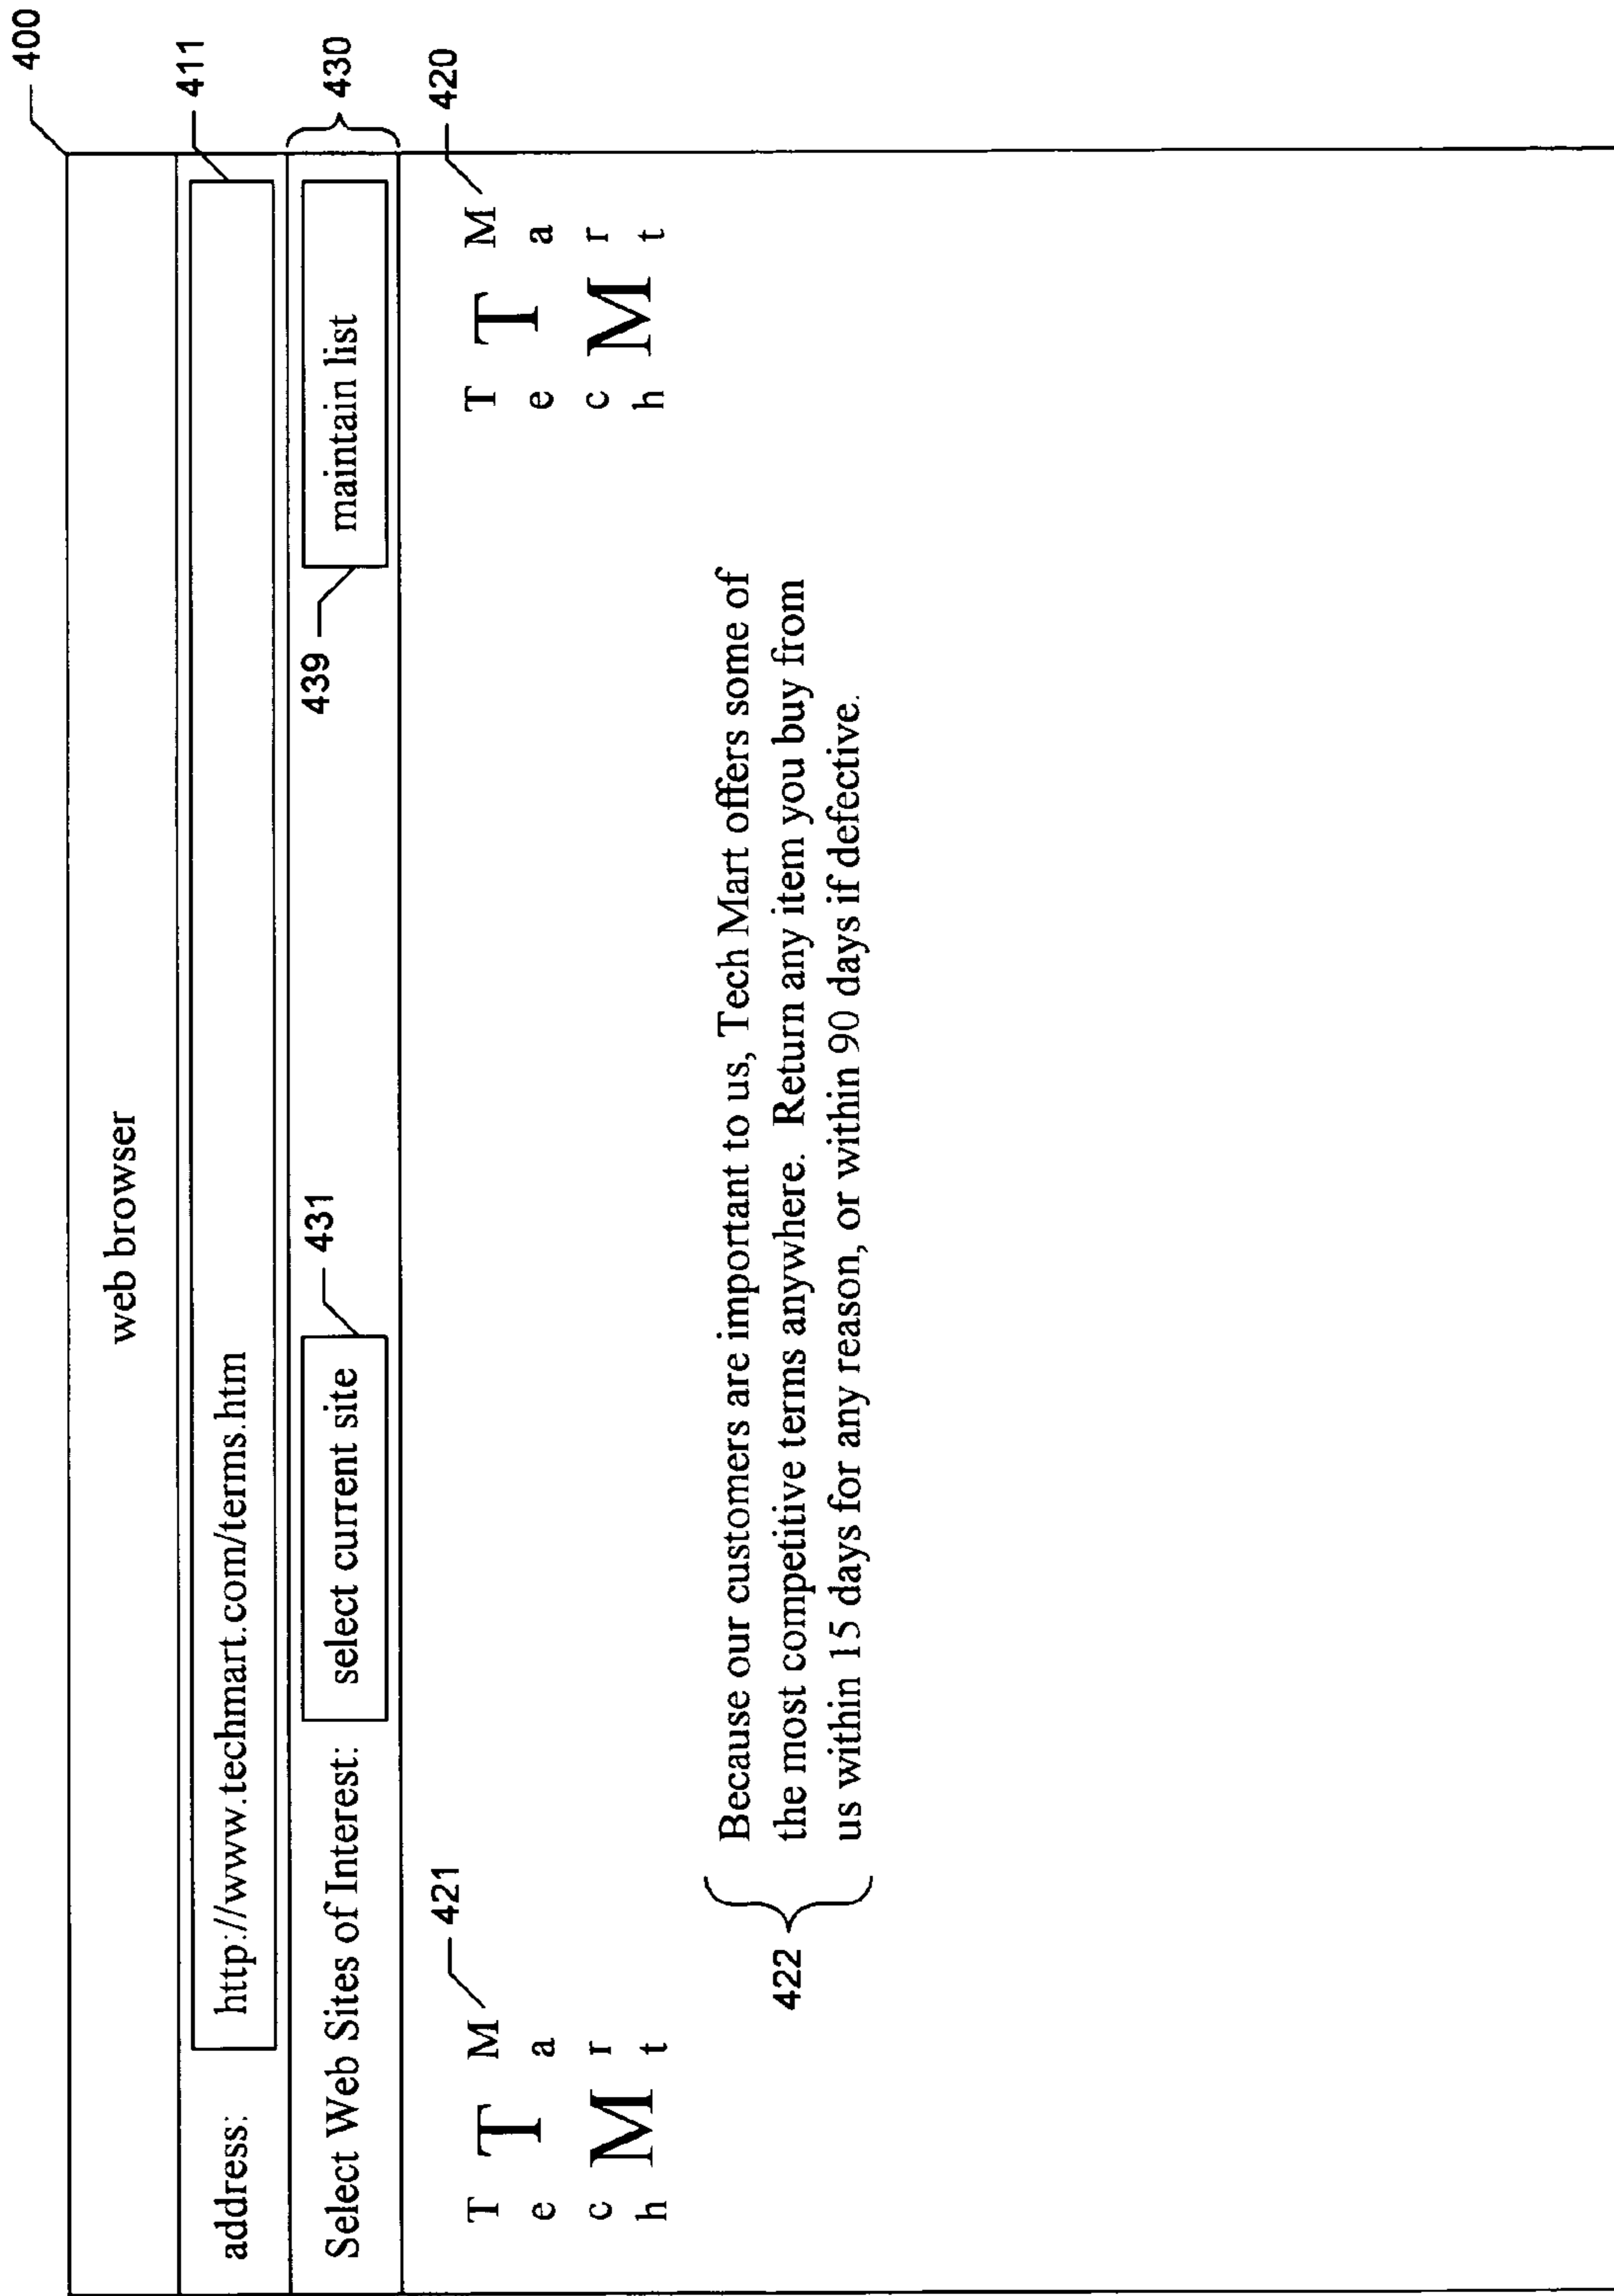 400
web browser
address: http://www.techmart.com/terms.htm 411
Select Web Sites of Interest: select current site 431 439 maintain list 430
421 420
T T M T T M
e a e a
c M r c M r
h t h t
422 Because our customers are important to us, Tech Mart offers some of
the most competitive terms anywhere. Return any item you buy from
us within 15 days for any reason, or within 90 days if defective.